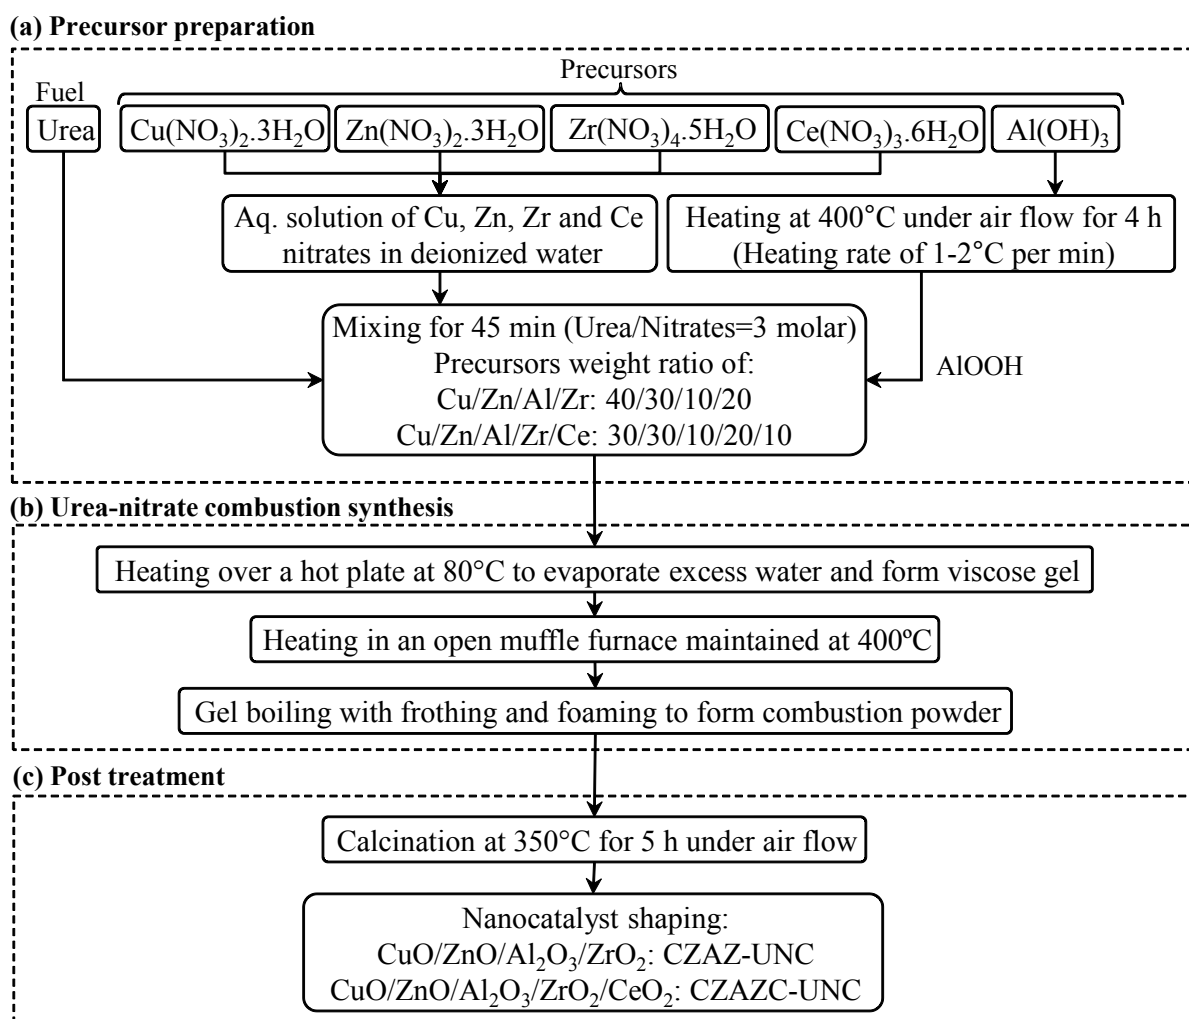 (a) Precursor preparation
Precursors
Fuel
Urea
Cu(NO₃)₂.3H₂O
Zn(NO₃)₂.3H₂O
Zr(NO₃)₄.5H₂O
Ce(NO₃)₃.6H₂O
Al(OH)₃
Aq. solution of Cu, Zn, Zr and Ce
nitrates in deionized water
Heating at 400°C under air flow for 4 h
(Heating rate of 1-2°C per min)
Mixing for 45 min (Urea/Nitrates=3 molar)
Precursors weight ratio of:
Cu/Zn/Al/Zr: 40/30/10/20
Cu/Zn/Al/Zr/Ce: 30/30/10/20/10
AlOOH
(b) Urea-nitrate combustion synthesis
Heating over a hot plate at 80°C to evaporate excess water and form viscose gel
Heating in an open muffle furnace maintained at 400ºC
Gel boiling with frothing and foaming to form combustion powder
(c) Post treatment
Calcination at 350°C for 5 h under air flow
Nanocatalyst shaping:
CuO/ZnO/Al₂O₃/ZrO₂: CZAZ-UNC
CuO/ZnO/Al₂O₃/ZrO₂/CeO₂: CZAZC-UNC